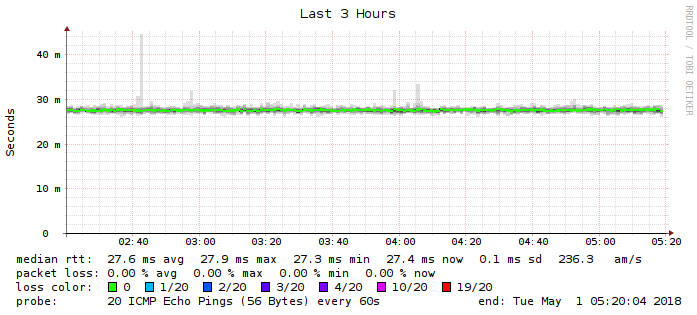 Last 3 Hours
RRDTOOL / TOBI OETIKER
Seconds
40 m
30 m
20 m
10 m
0
02:40 03:00 03:20 03:40 04:00 04:20 04:40 05:00 05:20
median rtt: 27.6 ms avg 27.9 ms max 27.3 ms min 27.4 ms now 0.1 ms sd 236.3 am/s
packet loss: 0.00 % avg 0.00 % max 0.00 % min 0.00 % now
loss color: 0 1/20 2/20 3/20 4/20 10/20 19/20
probe: 20 ICMP Echo Pings (56 Bytes) every 60s end: Tue May 1 05:20:04 2018